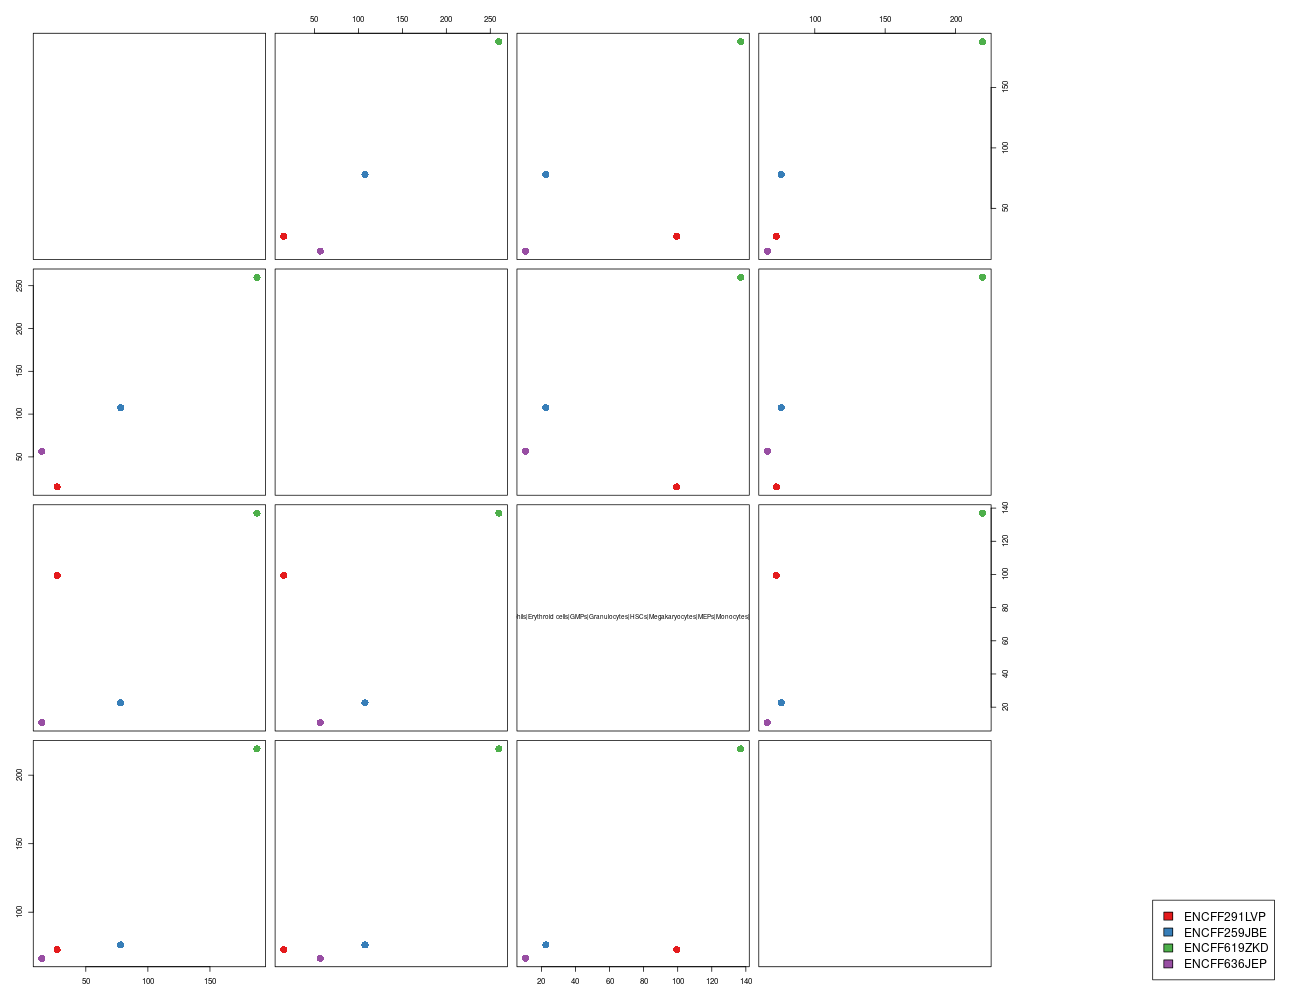 50 100 150 200 250
100 150 200
50 100 150
50 100 150 200 250
20 40 60 80 100 120 140
hils|Erythroid cells|GMPs|Granulocytes|HSCs|Megakaryocytes|MEPs|Monocytes|
100 150 200
50 100 150
20 40 60 80 100 120 140
ENCFF291LVP
ENCFF259JBE
ENCFF619ZKD
ENCFF636JEP